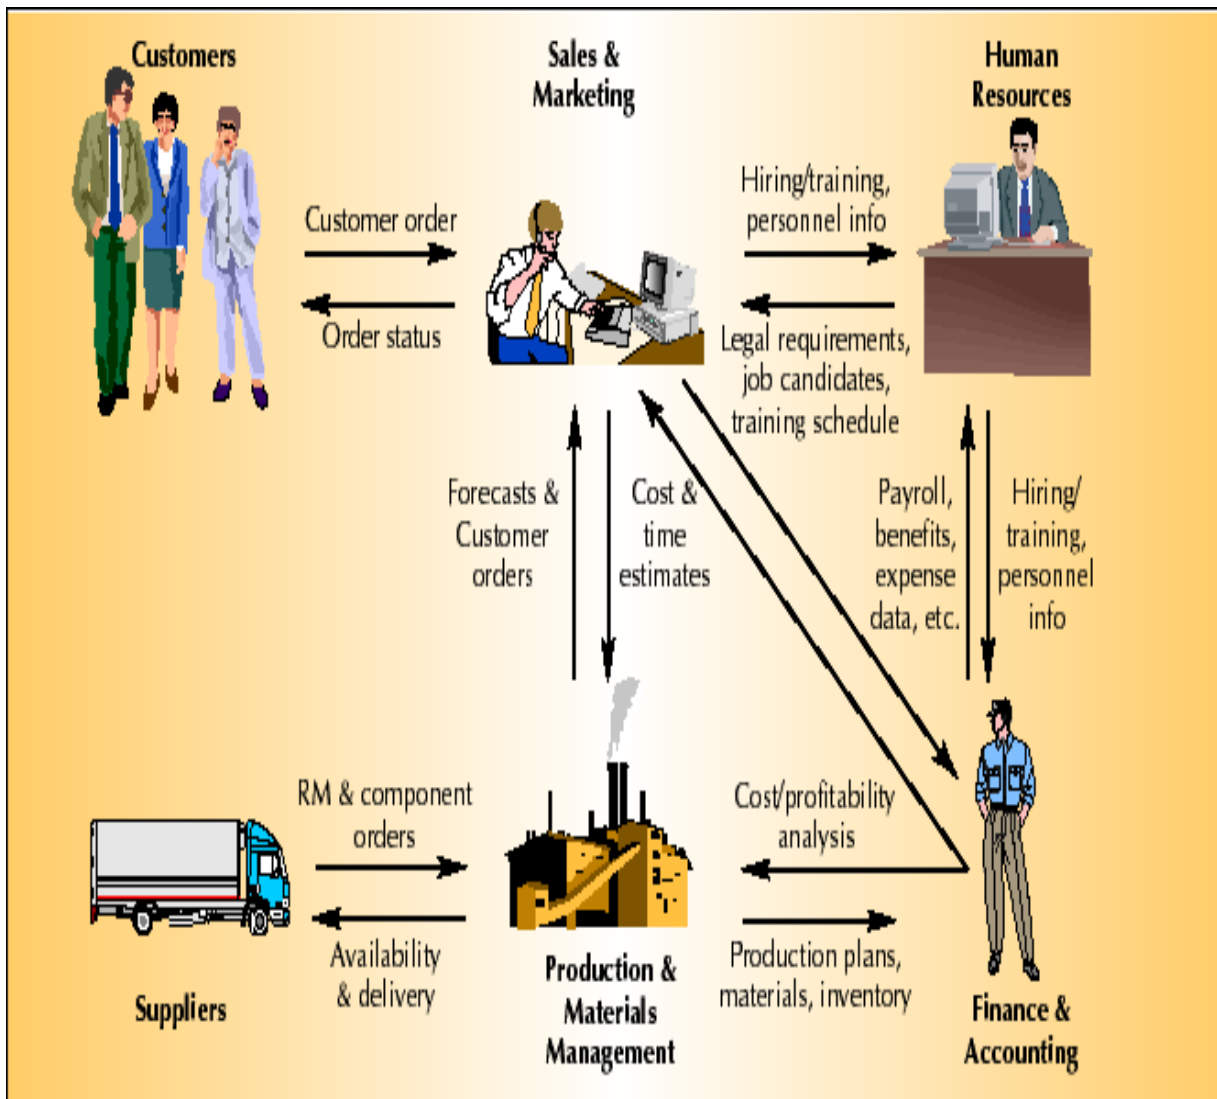 Customers
Sales &
Marketing
Human
Resources
Customer order
Order status
Hiring/training,
personnel info
Legal requirements,
job candidates,
training schedule
Forecasts &
Customer
orders
Cost &
time
estimates
Payroll,
benefits,
expense
data, etc.
Hiring/
training,
personnel
info
RM & component
orders
Availability
& delivery
Cost/profitability
analysis
Production plans,
materials, inventory
Suppliers
Production &
Materials
Management
Finance &
Accounting